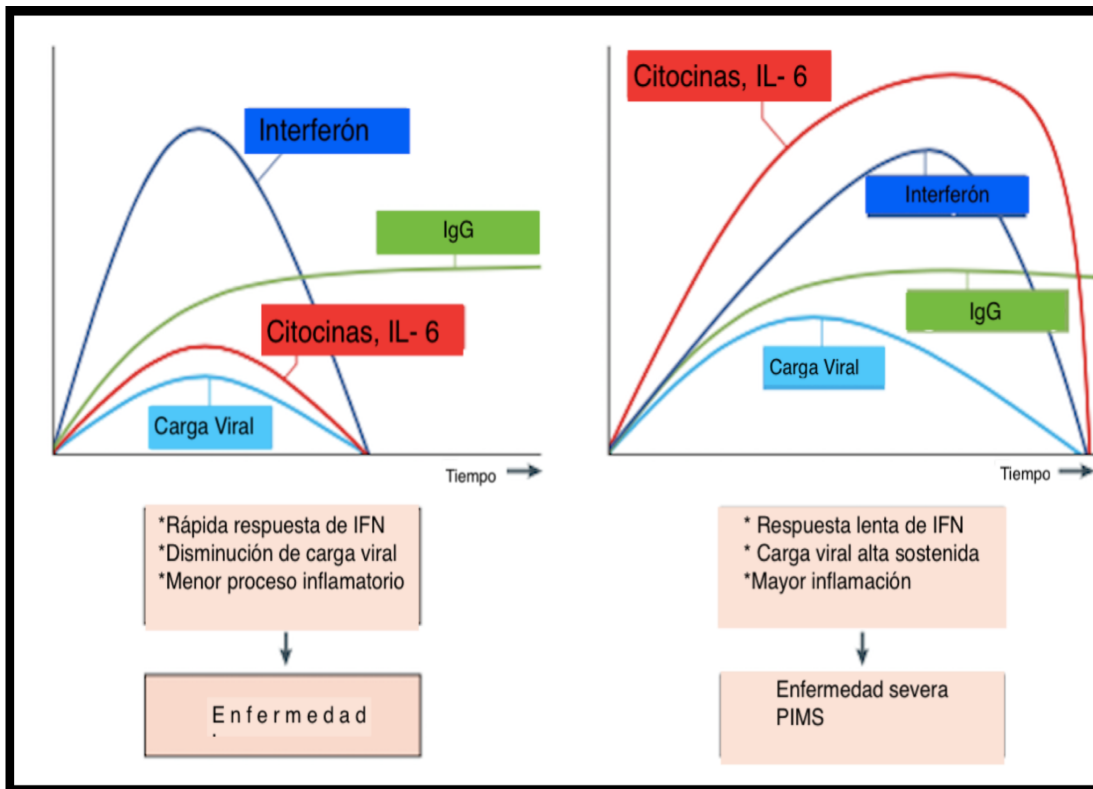 Interferón
IgG
Citocinas, IL- 6
Carga Viral
Tiempo
*Rápida respuesta de IFN
*Disminución de carga viral
*Menor proceso inflamatorio
Enfermedad
Citocinas, IL- 6
Interferón
IgG
Carga Viral
Tiempo
* Respuesta lenta de IFN
* Carga viral alta sostenida
*Mayor inflamación
Enfermedad severa
PIMS